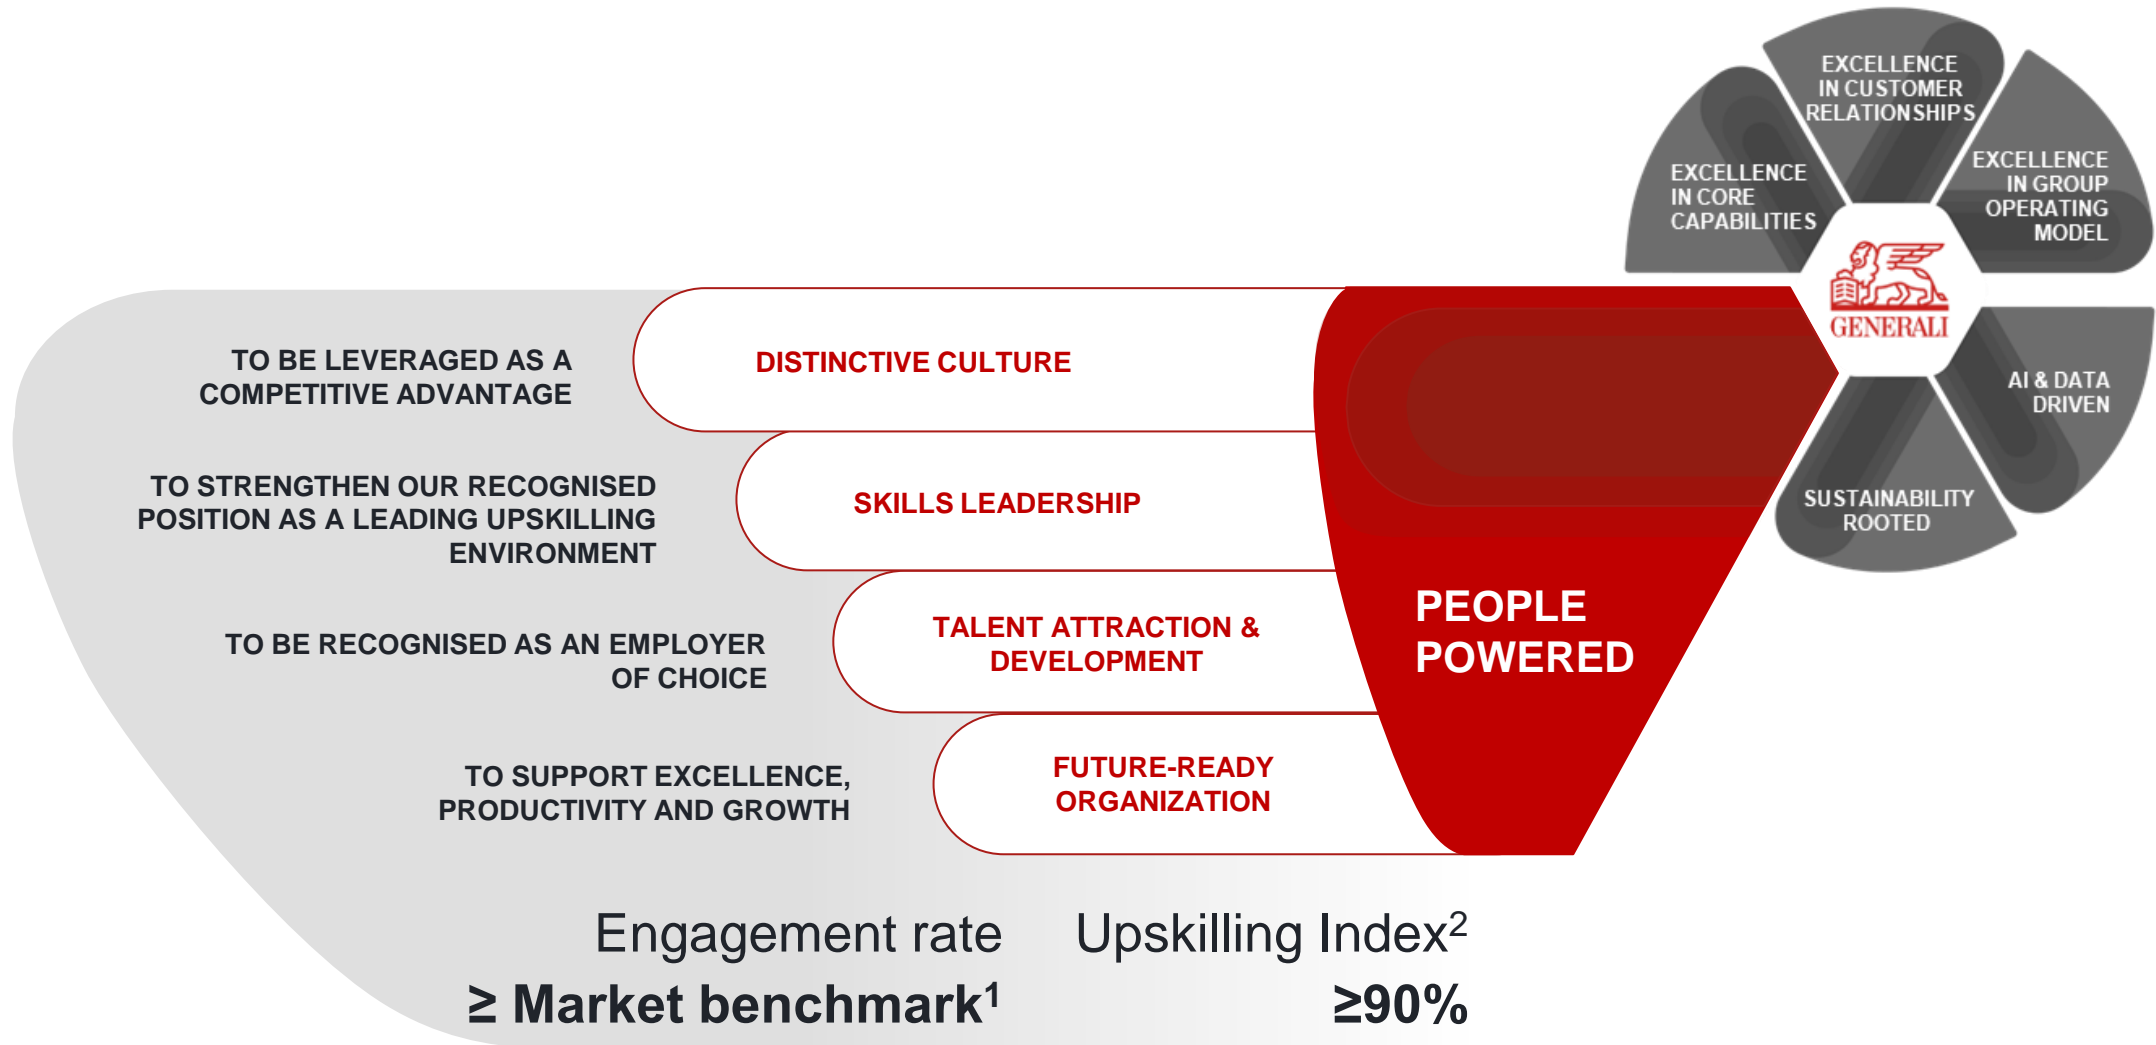 EXCELLENCE
IN CUSTOMER
RELATIONSHIPS
EXCELLENCE
IN CORE
CAPABILITIES
EXCELLENCE
IN GROUP
OPERATING
MODEL
GENERALI
AI & DATA
DRIVEN
SUSTAINABILITY
ROOTED
PEOPLE
POWERED
TO BE LEVERAGED AS A
COMPETITIVE ADVANTAGE
DISTINCTIVE CULTURE
TO STRENGTHEN OUR RECOGNISED
POSITION AS A LEADING UPSKILLING
ENVIRONMENT
SKILLS LEADERSHIP
TO BE RECOGNISED AS AN EMPLOYER
OF CHOICE
TALENT ATTRACTION &
DEVELOPMENT
TO SUPPORT EXCELLENCE,
PRODUCTIVITY AND GROWTH
FUTURE-READY
ORGANIZATION
Engagement rate
≥ Market benchmark¹
Upskilling Index²
≥90%